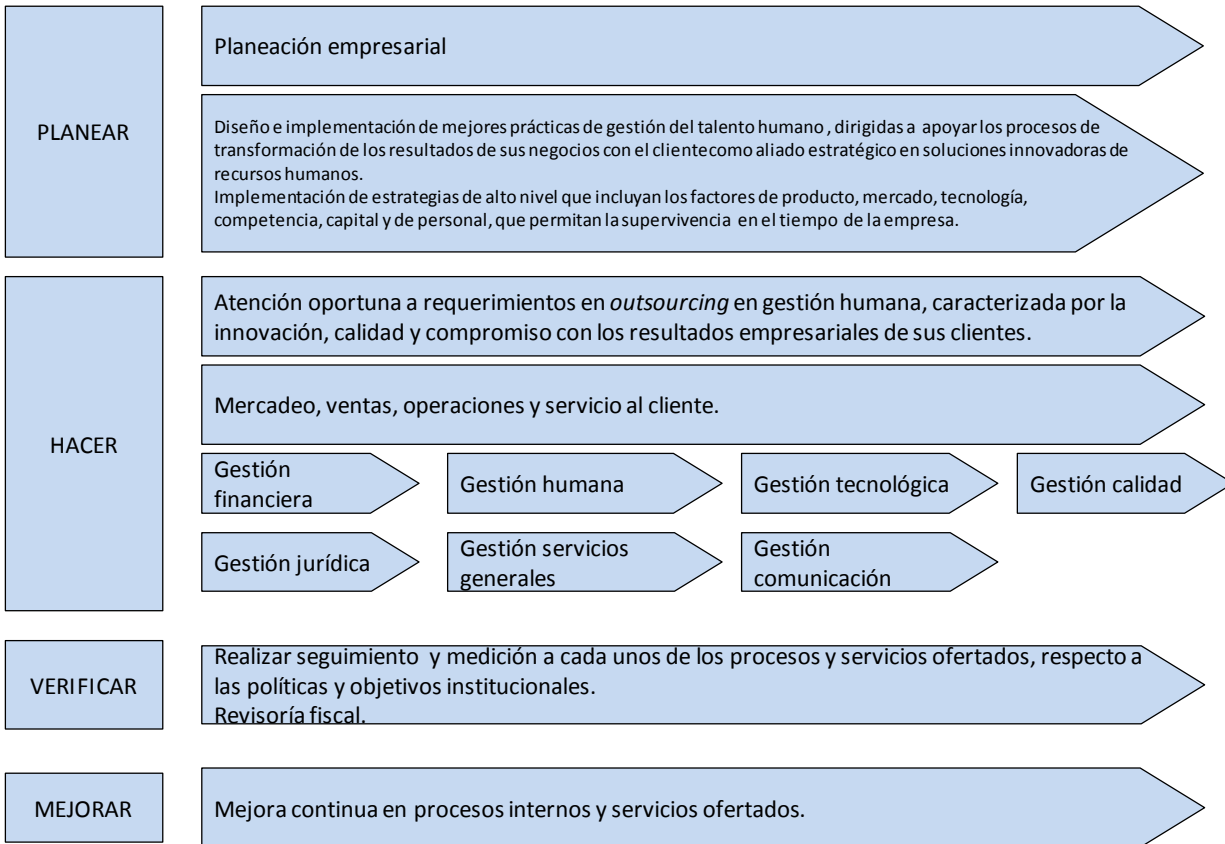 PLANEAR
Planeación empresarial
Diseño e implementación de mejores prácticas de gestión del talento humano , dirigidas a apoyar los procesos de
transformación de los resultados de sus negocios con el clientecomo aliado estratégico en soluciones innovadoras de
recursos humanos.
Implementación de estrategias de alto nivel que incluyan los factores de producto, mercado, tecnología,
competencia, capital y de personal, que permitan la supervivencia en el tiempo de la empresa.
HACER
Atención oportuna a requerimientos en outsourcing en gestión humana, caracterizada por la
innovación, calidad y compromiso con los resultados empresariales de sus clientes.
Mercadeo, ventas, operaciones y servicio al cliente.
Gestión
financiera
Gestión humana
Gestión tecnológica
Gestión calidad
Gestión jurídica
Gestión servicios
generales
Gestión
comunicación
VERIFICAR
Realizar seguimiento y medición a cada unos de los procesos y servicios ofertados, respecto a
las políticas y objetivos institucionales.
Revisoría fiscal.
MEJORAR
Mejora continua en procesos internos y servicios ofertados.